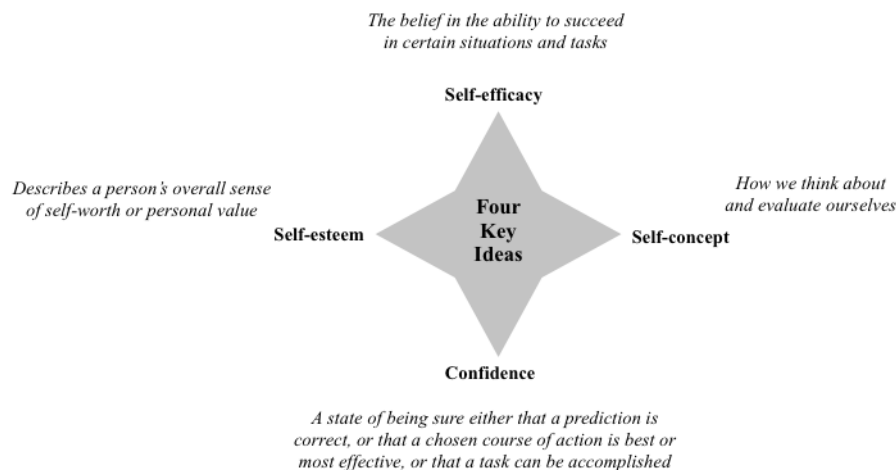 The belief in the ability to succeed
in certain situations and tasks
Self-efficacy
Describes a person’s overall sense
of self-worth or personal value
Self-esteem
Four
Key
Ideas
How we think about
and evaluate ourselves
Self-concept
Confidence
A state of being sure either that a prediction is
correct, or that a chosen course of action is best or
most effective, or that a task can be accomplished